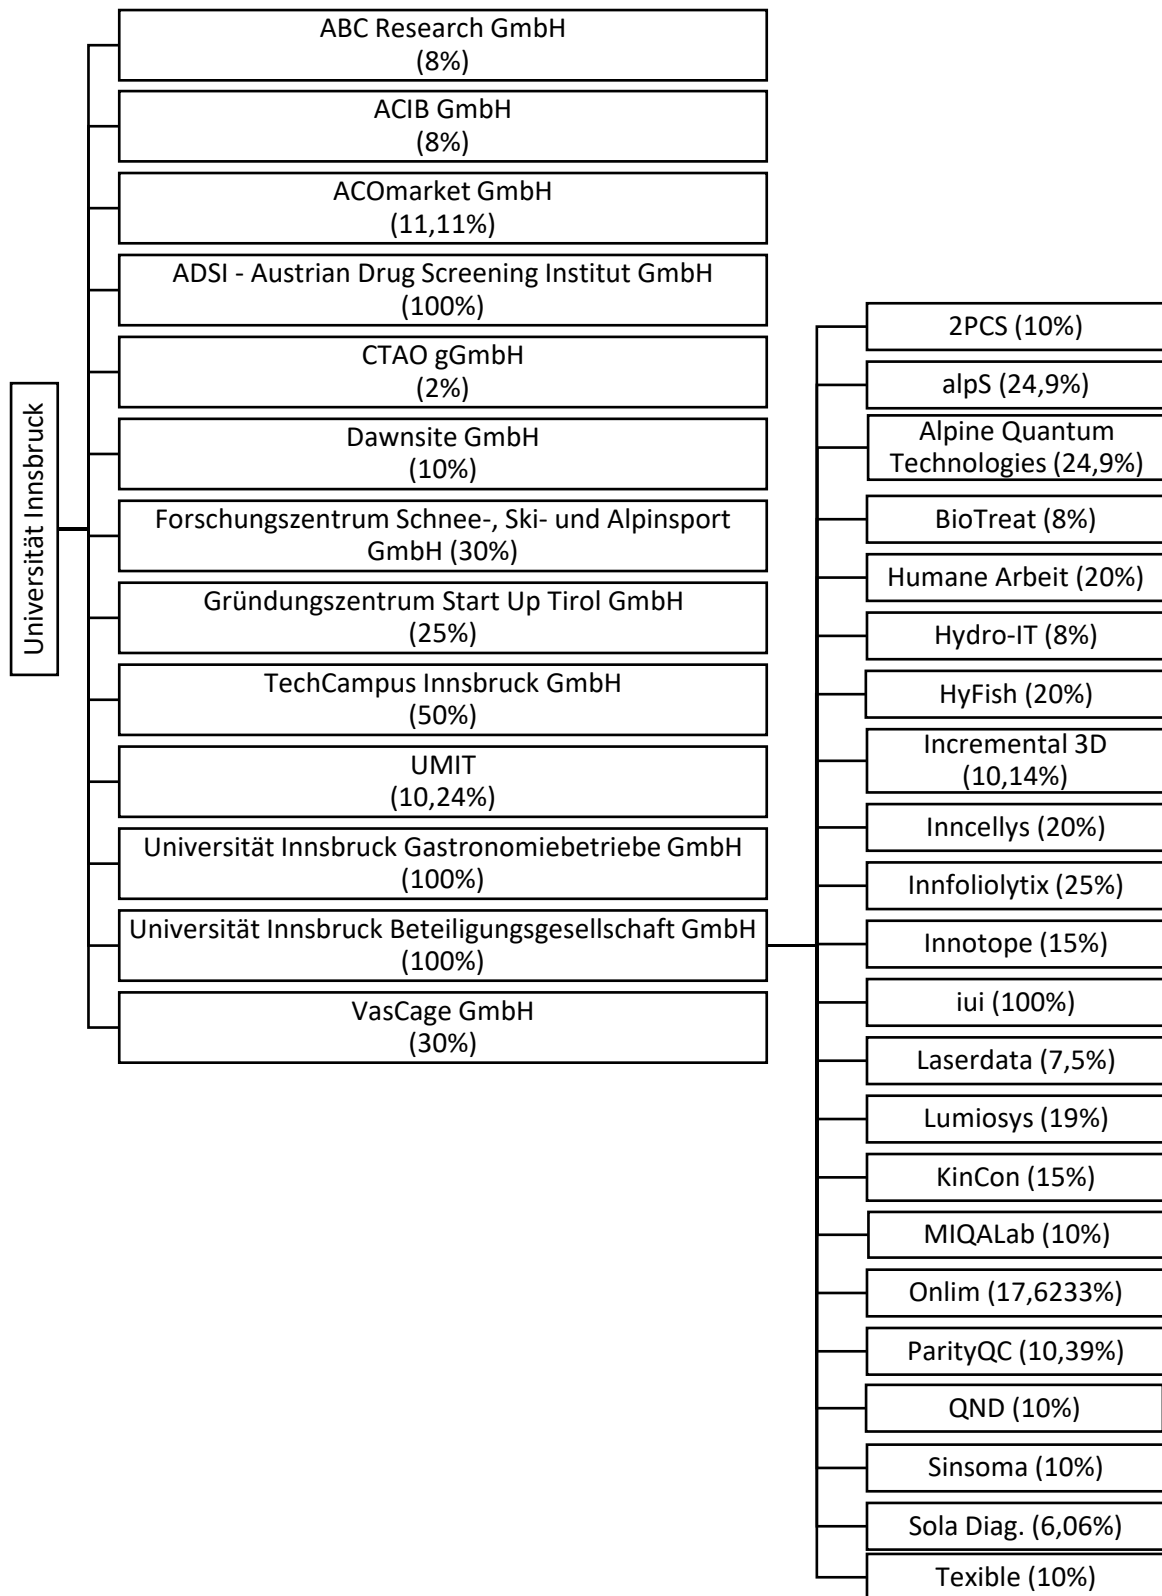 Universität Innsbruck
ABC Research GmbH
(8%)
ACIB GmbH
(8%)
ACOmarket GmbH
(11,11%)
ADSI - Austrian Drug Screening Institut GmbH
(100%)
CTAO gGmbH
(2%)
Dawnsite GmbH
(10%)
Forschungszentrum Schnee-, Ski- und Alpinsport
GmbH (30%)
Gründungszentrum Start Up Tirol GmbH
(25%)
TechCampus Innsbruck GmbH
(50%)
UMIT
(10,24%)
Universität Innsbruck Gastronomiebetriebe GmbH
(100%)
Universität Innsbruck Beteiligungsgesellschaft GmbH
(100%)
VasCage GmbH
(30%)
2PCS (10%)
alpS (24,9%)
Alpine Quantum
Technologies (24,9%)
BioTreat (8%)
Humane Arbeit (20%)
Hydro-IT (8%)
HyFish (20%)
Incremental 3D
(10,14%)
Inncellys (20%)
Innfoliolytix (25%)
Innotope (15%)
iui (100%)
Laserdata (7,5%)
Lumiosys (19%)
KinCon (15%)
MIQALab (10%)
Onlim (17,6233%)
ParityQC (10,39%)
QND (10%)
Sinsoma (10%)
Sola Diag. (6,06%)
Texible (10%)